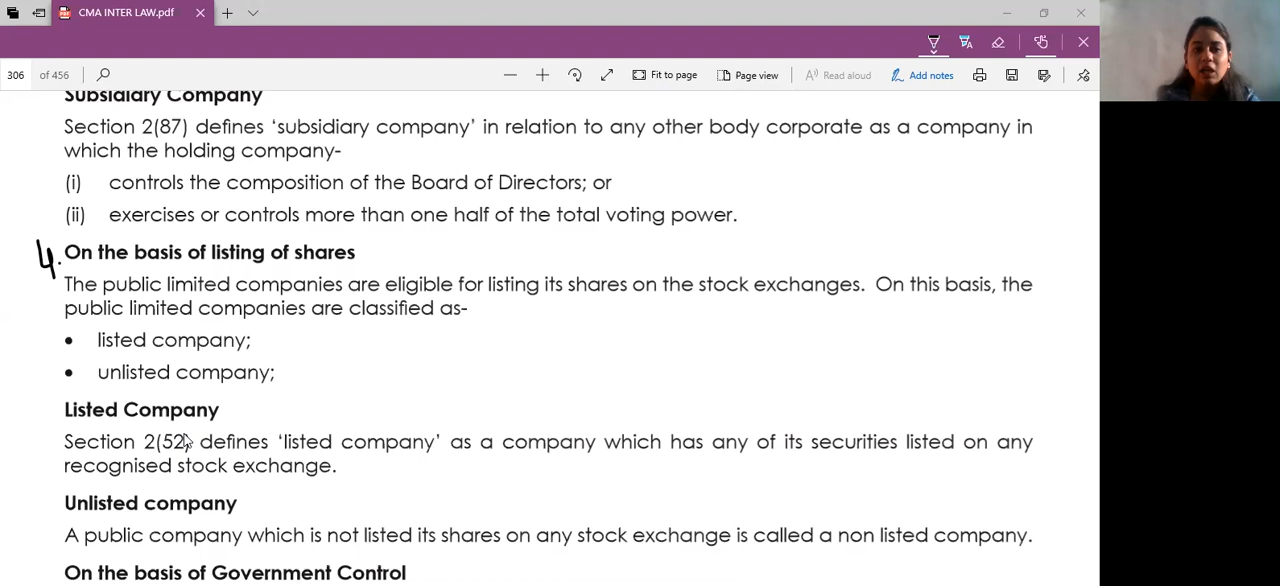 CMA INTER LAW.pdf
306 of 456
Fit to page
Page view
Read aloud
Add notes
Subsidiary Company
Section 2(87) defines ‘subsidiary company’ in relation to any other body corporate as a company in
which the holding company-
(i) controls the composition of the Board of Directors; or
(ii) exercises or controls more than one half of the total voting power.
4. On the basis of listing of shares
The public limited companies are eligible for listing its shares on the stock exchanges. On this basis, the
public limited companies are classified as-
• listed company;
• unlisted company;
Listed Company
Section 2(52) defines ‘listed company’ as a company which has any of its securities listed on any
recognised stock exchange.
Unlisted company
A public company which is not listed its shares on any stock exchange is called a non listed company.
On the basis of Government Control